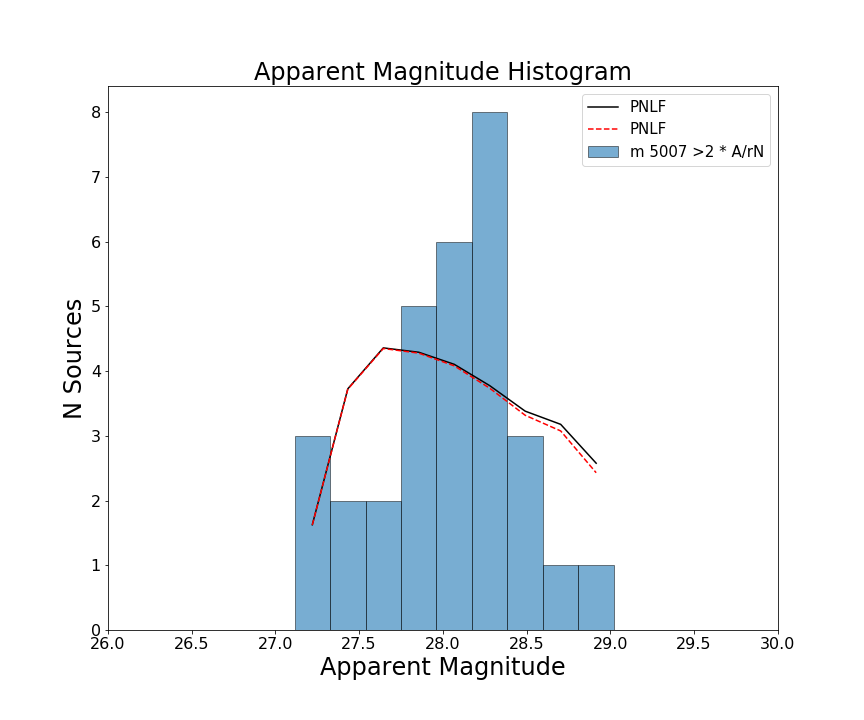 Apparent Magnitude Histogram
PNLF
PNLF
m 5007 >2 * A/rN
8
7
6
5
4
3
2
1
0
N Sources
26.0 26.5 27.0 27.5 28.0 28.5 29.0 29.5 30.0
Apparent Magnitude